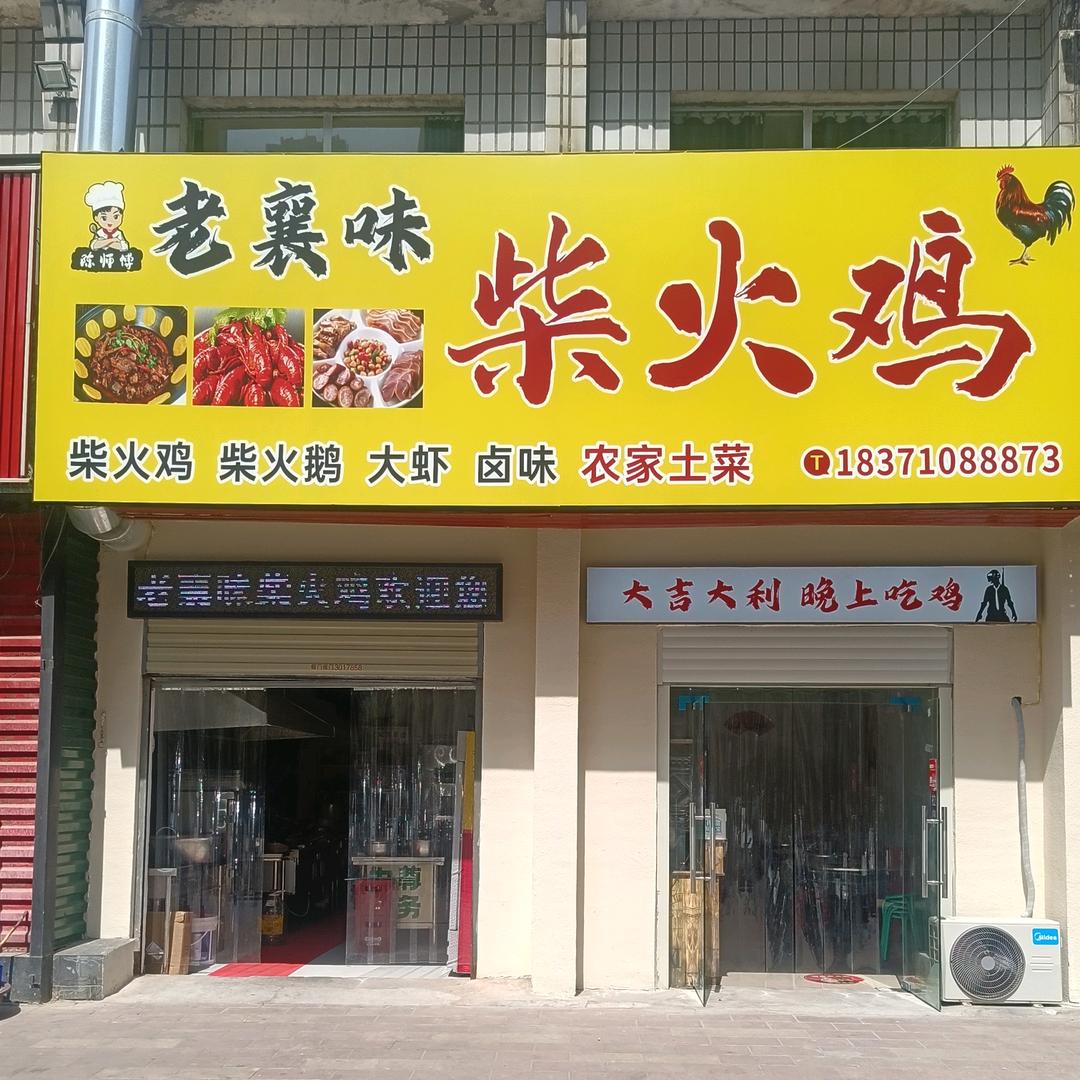 陈师傅
老襄味
柴火鸡
柴火鸡 柴火鹅 大虾 卤味 农家土菜
T 18371088873
老襄味柴火鸡欢迎您
大吉大利 晚上吃鸡
Midea